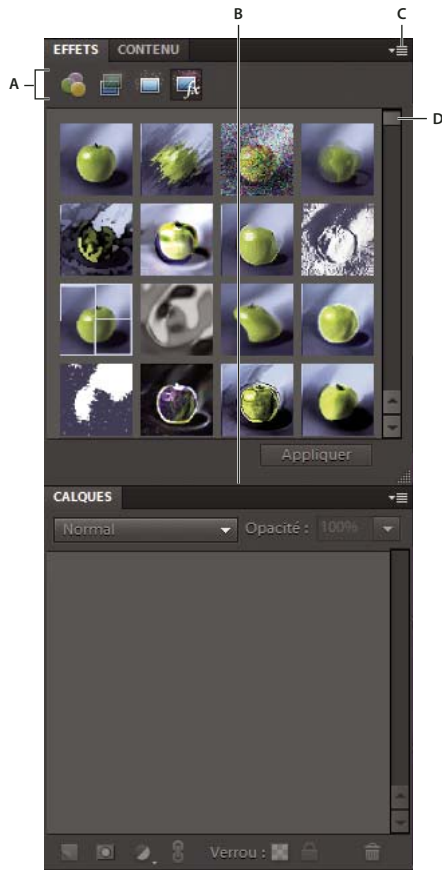 B
C
EFFETS CONTENU
A
D
Appliquer
CALQUES
Normal Opacité : 100%
Verrou :